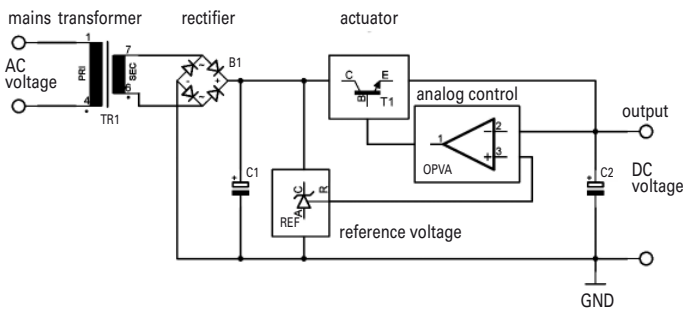 mains transformer
rectifier
actuator
AC
voltage
1
PRI
4
7
SEC
6
TR1
B1
~
-
+
~
C
E
B
T1
analog control
1
2
3
-
+
OPVA
output
+
C1
A
C
R
REF
reference voltage
+
C2
DC
voltage
GND